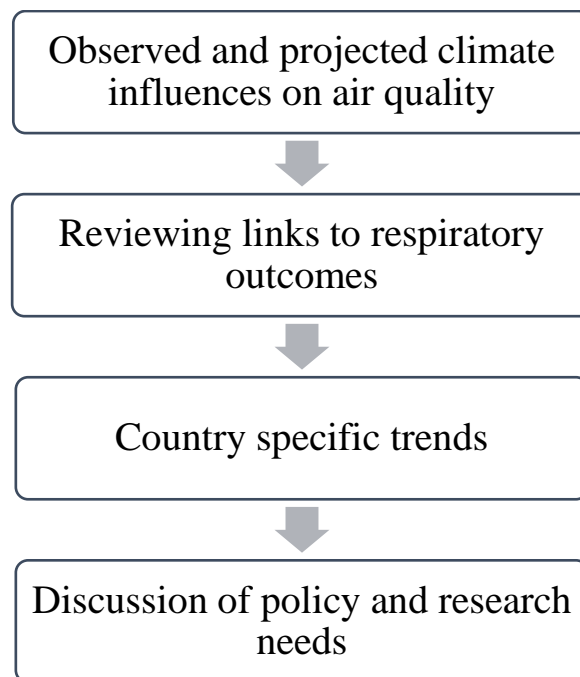 Observed and projected climate
influences on air quality
Reviewing links to respiratory
outcomes
Country specific trends
Discussion of policy and research
needs